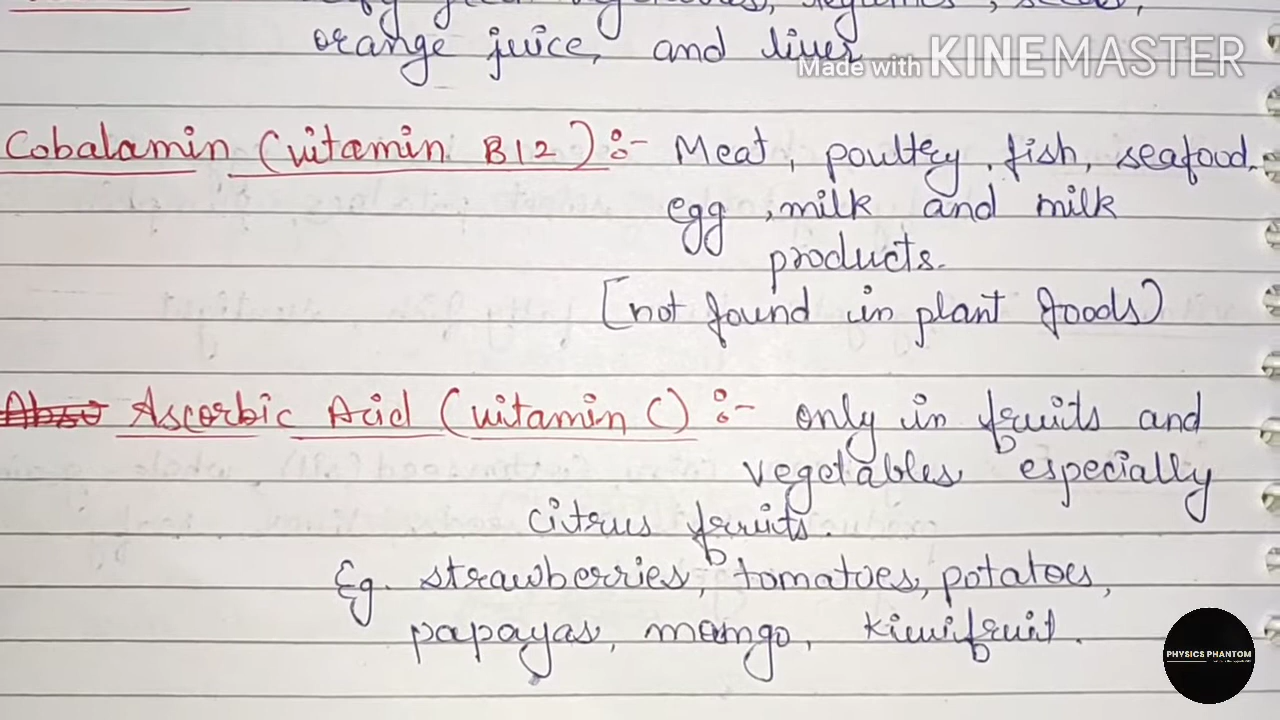 orange juice, and liver
Made with KINEMASTER
Cobalamin (vitamin B12) :- Meat, poultry, fish, seafood,
egg, milk and milk
products.
[not found in plant foods)
Ascorbic Acid (vitamin C) :- only in fruits and
vegetables especially
citrus fruits.
Eg. strawberries, tomatoes, potatoes,
papayas, mango, kiwifruit.
PHYSICS PHANTOM